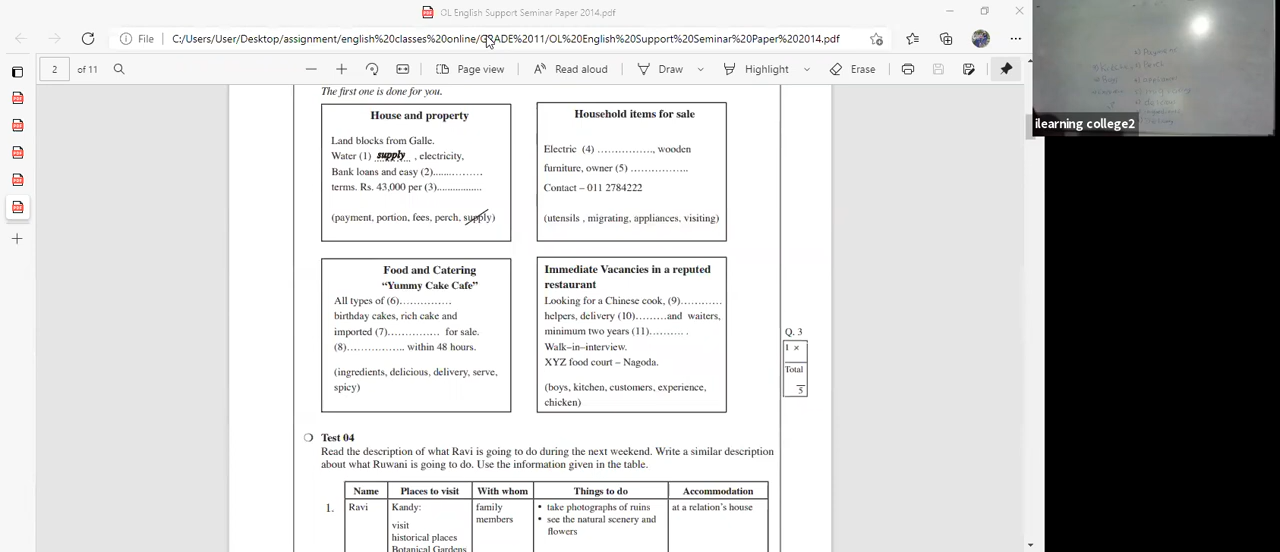 OL English Support Seminar Paper 2014.pdf
File C:/Users/User/Desktop/assignment/english%20classes%20online/GRADE%2011/OL%20English%20Support%20Seminar%20Paper%202014.pdf
2 of 11 Page view Read aloud Draw Highlight Erase
ilearning college2
The first one is done for you.
House and property
Land blocks from Galle.
Water (1) supply , electricity,
Bank loans and easy (2)..............
terms. Rs. 43,000 per (3).................
(payment, portion, fees, perch, supply)
Household items for sale
Electric (4) ……………., wooden
furniture, owner (5) ……………..
Contact – 011 2784222
(utensils , migrating, appliances, visiting)
Food and Catering
“Yummy Cake Cafe”
All types of (6)……………
birthday cakes, rich cake and
imported (7)…………… for sale.
(8)…………….. within 48 hours.
(ingredients, delicious, delivery, serve,
spicy)
Immediate Vacancies in a reputed
restaurant
Looking for a Chinese cook, (9)…………
helpers, delivery (10)………and waiters,
minimum two years (11)………. .
Walk–in–interview.
XYZ food court – Nagoda.
(boys, kitchen, customers, experience,
chicken)
Q. 3
1 ×
Total
5
Test 04
Read the description of what Ravi is going to do during the next weekend. Write a similar description
about what Ruwani is going to do. Use the information given in the table.
Name Places to visit With whom Things to do Accommodation
1. Ravi Kandy: family • take photographs of ruins at a relation's house
visit members • see the natural scenery and
historical places flowers
Botanical Gardens